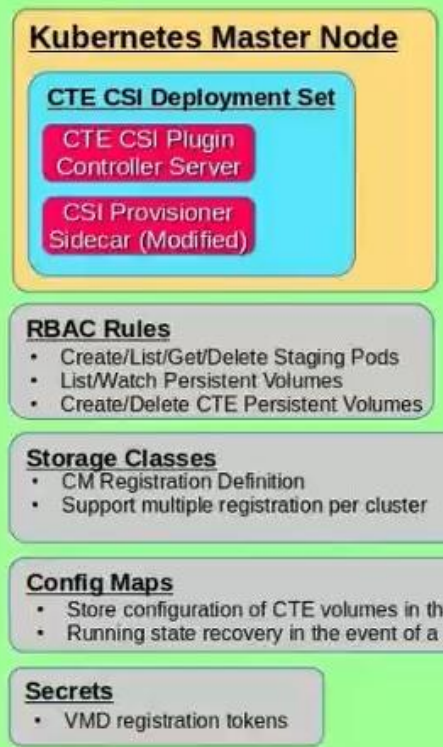 Kubernetes Master Node
CTE CSI Deployment Set
CTE CSI Plugin
Controller Server
CSI Provisioner
Sidecar (Modified)
RBAC Rules
• Create/List/Get/Delete Staging Pods
• List/Watch Persistent Volumes
• Create/Delete CTE Persistent Volumes
Storage Classes
• CM Registration Definition
• Support multiple registration per cluster
Config Maps
• Store configuration of CTE volumes in th
• Running state recovery in the event of a
Secrets
• VMD registration tokens